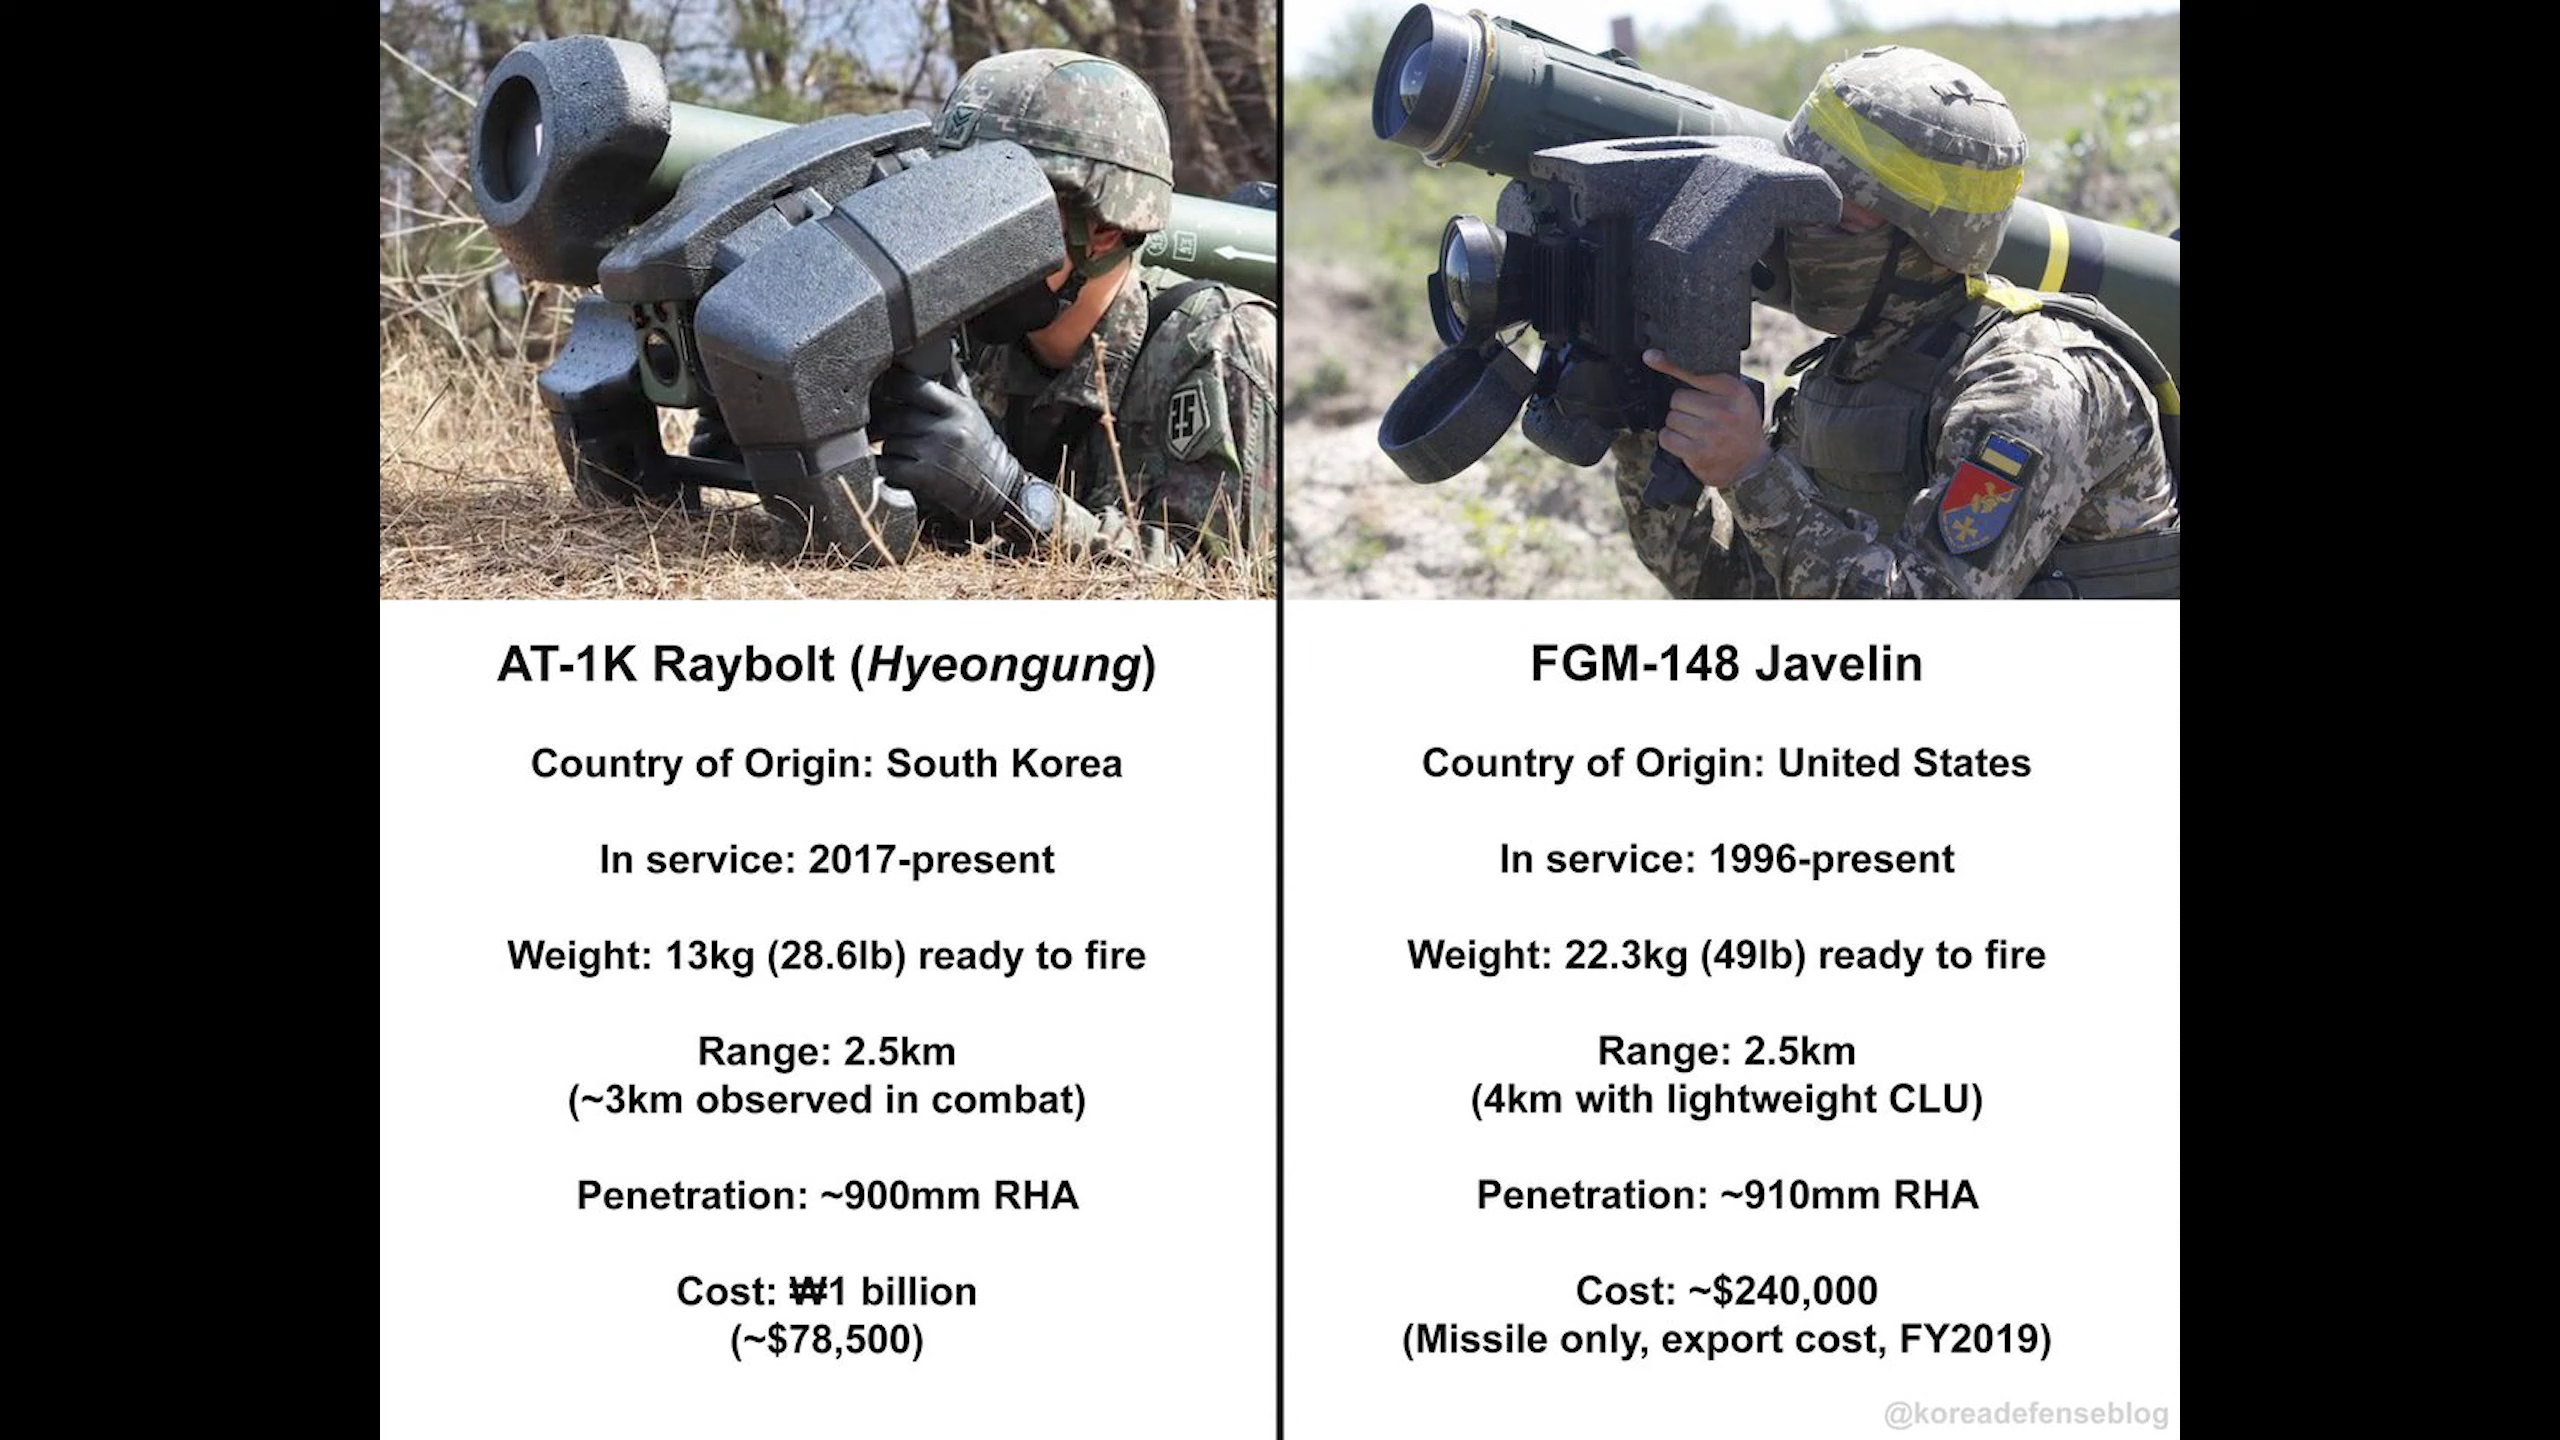 AT-1K Raybolt (Hyeongung)
Country of Origin: South Korea
In service: 2017-present
Weight: 13kg (28.6lb) ready to fire
Range: 2.5km
(~3km observed in combat)
Penetration: ~900mm RHA
Cost: ₩1 billion
(~$78,500)
FGM-148 Javelin
Country of Origin: United States
In service: 1996-present
Weight: 22.3kg (49lb) ready to fire
Range: 2.5km
(4km with lightweight CLU)
Penetration: ~910mm RHA
Cost: ~$240,000
(Missile only, export cost, FY2019)
@koreadefenseblog